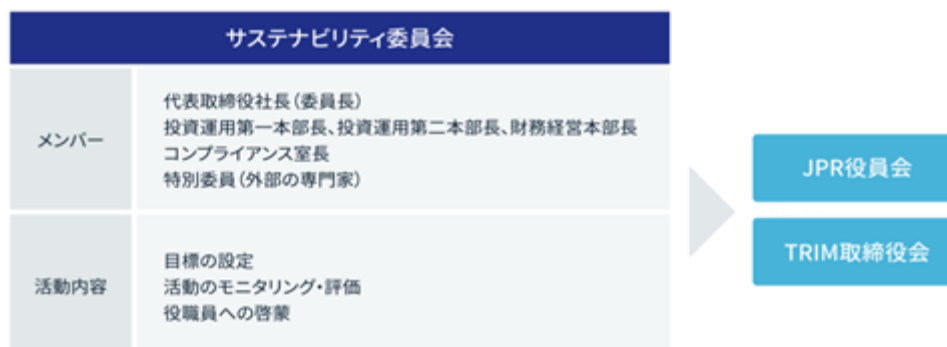 サステナビリティ委員会
メンバー
代表取締役社長（委員長）
投資運用第一本部長、投資運用第二本部長、財務経営本部長
コンプライアンス室長
特別委員（外部の専門家）
活動内容
目標の設定
活動のモニタリング・評価
役職員への啓蒙
JPR役員会
TRIM取締役会